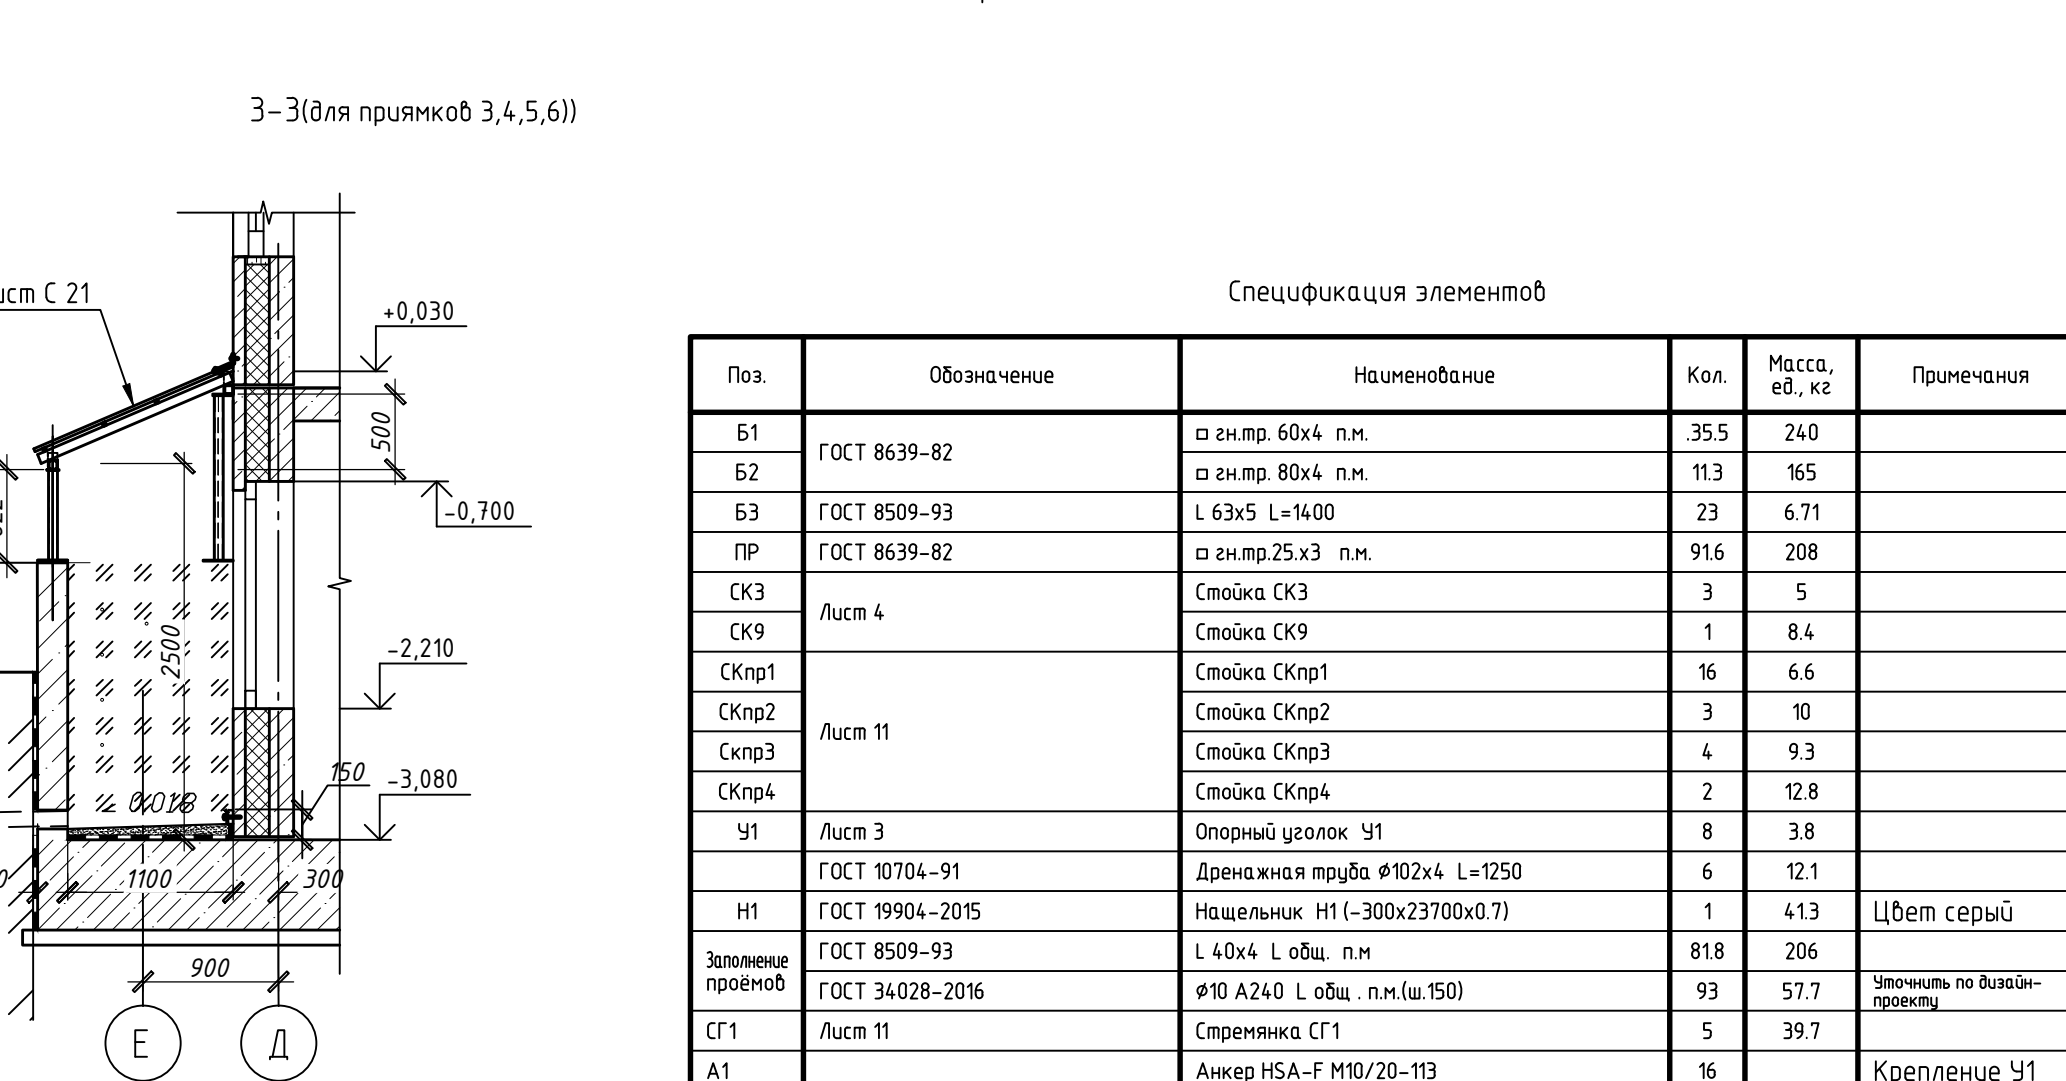 3-3(для приямков 3,4,5,6))
ист С 21
+0,030
500
-0,700
2500
-2,210
150
-3,080
0.018
1100
300
900
Е
Д
Спецификация элементов
Поз. Обозначение Наименование Кол. Масса, ед., кг Примечания
Б1 ГОСТ 8639-82 □ гн.тр. 60х4 п.м. .35.5 240
Б2 □ гн.тр. 80х4 п.м. 11.3 165
Б3 ГОСТ 8509-93 L 63х5 L=1400 23 6.71
ПР ГОСТ 8639-82 □ гн.тр.25.х3 п.м. 91.6 208
СК3 Лист 4 Стойка СК3 3 5
СК9 Стойка СК9 1 8.4
СКпр1 Лист 11 Стойка СКпр1 16 6.6
СКпр2 Стойка СКпр2 3 10
Скпр3 Стойка СКпр3 4 9.3
СКпр4 Стойка СКпр4 2 12.8
У1 Лист 3 Опорный уголок У1 8 3.8
ГОСТ 10704-91 Дренажная труба Ø102х4 L=1250 6 12.1
Н1 ГОСТ 19904-2015 Нащельник Н1 (-300х23700х0.7) 1 41.3 Цвет серый
Заполнение проёмов ГОСТ 8509-93 L 40х4 L общ. п.м 81.8 206
ГОСТ 34028-2016 Ø10 А240 L общ . п.м.(ш.150) 93 57.7 Уточнить по дизайн-проекту
СГ1 Лист 11 Стремянка СГ1 5 39.7
А1 Анкер HSA-F М10/20-113 16 Крепление У1